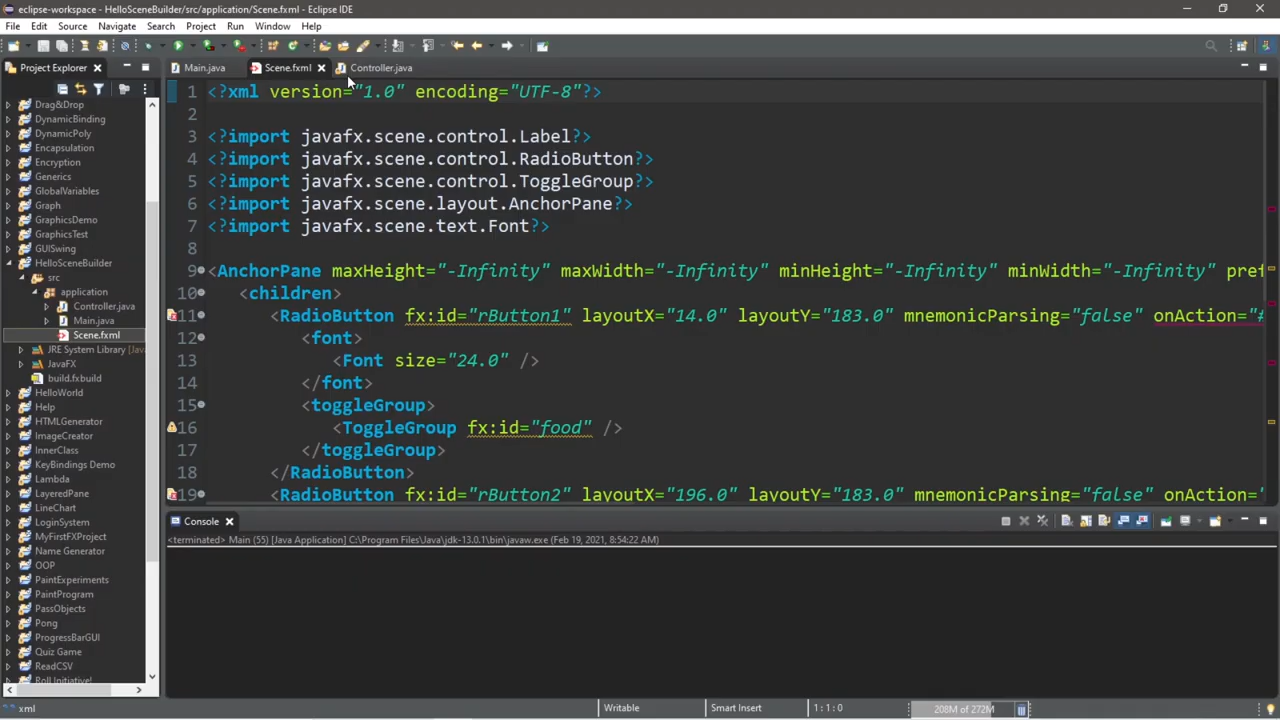 eclipse-workspace - HelloSceneBuilder/src/application/Scene.fxml - Eclipse IDE
File Edit Source Navigate Search Project Run Window Help
Project Explorer
Main.java Scene.fxml Controller.java
Drag&Drop
DynamicBinding
DynamicPoly
Encapsulation
Encryption
Generics
GlobalVariables
Graph
GraphicsDemo
GraphicsTest
GUISwing
HelloSceneBuilder
src
application
Controller.java
Main.java
Scene.fxml
JRE System Library [Java
JavaFX
build.fxbuild
HelloWorld
Help
HTMLGenerator
ImageCreator
InnerClass
KeyBindings Demo
Lambda
LayeredPane
LineChart
LoginSystem
MyFirstFXProject
Name Generator
OOP
PaintExperiments
PaintProgram
PassObjects
Pong
ProgressBarGUI
Quiz Game
ReadCSV
Roll Initiative!
1 <?xml version="1.0" encoding="UTF-8"?>
2
3 <?import javafx.scene.control.Label?>
4 <?import javafx.scene.control.RadioButton?>
5 <?import javafx.scene.control.ToggleGroup?>
6 <?import javafx.scene.layout.AnchorPane?>
7 <?import javafx.scene.text.Font?>
8
9 <AnchorPane maxHeight="-Infinity" maxWidth="-Infinity" minHeight="-Infinity" minWidth="-Infinity" pref
10 <children>
11 <RadioButton fx:id="rButton1" layoutX="14.0" layoutY="183.0" mnemonicParsing="false" onAction="#
12 <font>
13 <Font size="24.0" />
14 </font>
15 <toggleGroup>
16 <ToggleGroup fx:id="food" />
17 </toggleGroup>
18 </RadioButton>
19 <RadioButton fx:id="rButton2" layoutX="196.0" layoutY="183.0" mnemonicParsing="false" onAction="
Console
<terminated> Main (55) [Java Application] C:\Program Files\Java\jdk-13.0.1\bin\javaw.exe (Feb 19, 2021, 8:54:22 AM)
xml Writable Smart Insert 1 : 1 : 0 208M of 272M